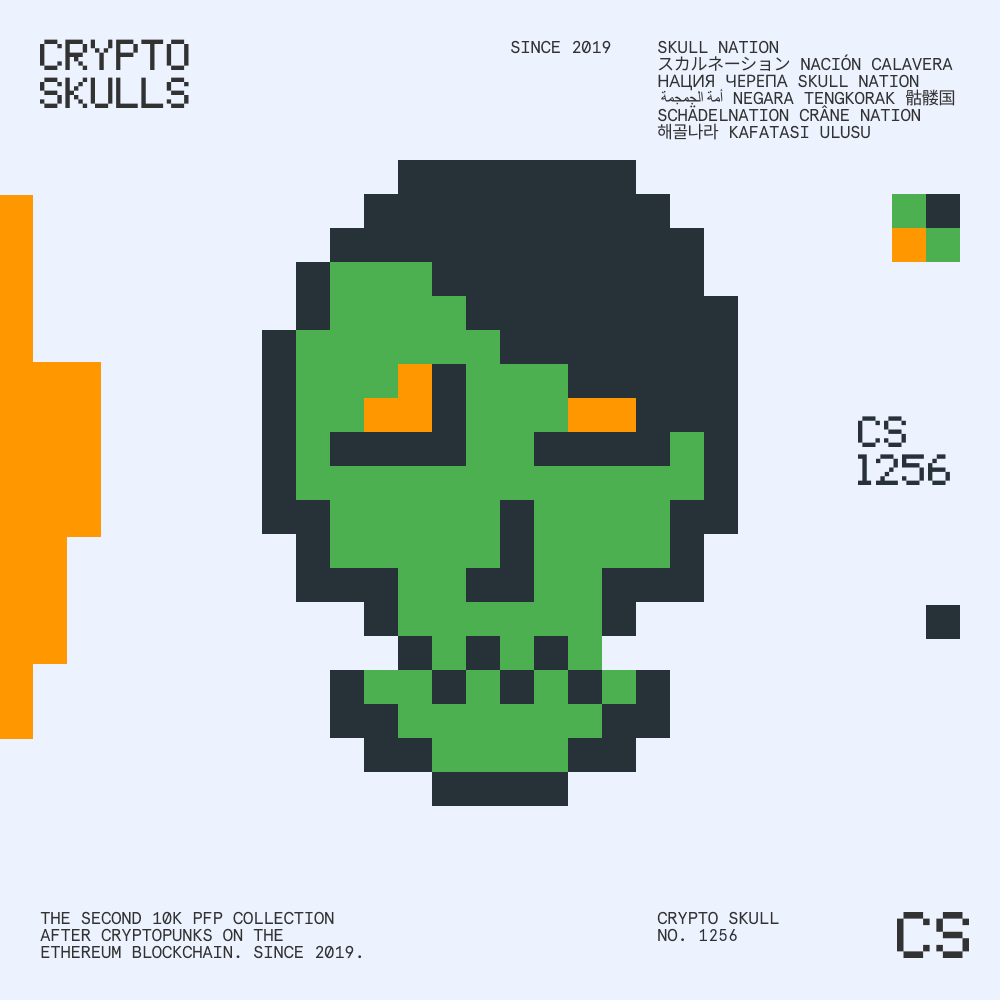 CRYPTO
SKULLS
SINCE 2019
SKULL NATION
スカルネーション NACIÓN CALAVERA
НАЦИЯ ЧЕРЕПА SKULL NATION
أمة الجمجمة NEGARA TENGKORAK 骷髅国
SCHÄDELNATION CRÂNE NATION
해골나라 KAFATASI ULUSU
CS
1256
THE SECOND 10K PFP COLLECTION
AFTER CRYPTOPUNKS ON THE
ETHEREUM BLOCKCHAIN. SINCE 2019.
CRYPTO SKULL
NO. 1256
CS